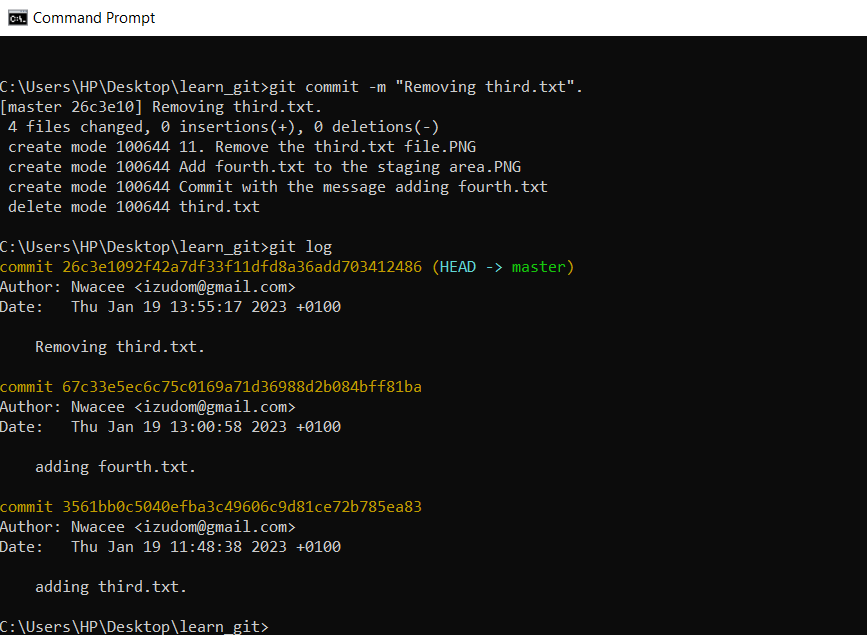 Command Prompt
C:\Users\HP\Desktop\learn_git>git commit -m "Removing third.txt".
[master 26c3e10] Removing third.txt.
 4 files changed, 0 insertions(+), 0 deletions(-)
 create mode 100644 11. Remove the third.txt file.PNG
 create mode 100644 Add fourth.txt to the staging area.PNG
 create mode 100644 Commit with the message adding fourth.txt
 delete mode 100644 third.txt
C:\Users\HP\Desktop\learn_git>git log
commit 26c3e1092f42a7df33f11dfd8a36add703412486 (HEAD -> master)
Author: Nwacee <izudom@gmail.com>
Date:   Thu Jan 19 13:55:17 2023 +0100
    Removing third.txt.
commit 67c33e5ec6c75c0169a71d36988d2b084bff81ba
Author: Nwacee <izudom@gmail.com>
Date:   Thu Jan 19 13:00:58 2023 +0100
    adding fourth.txt.
commit 3561bb0c5040efba3c49606c9d81ce72b785ea83
Author: Nwacee <izudom@gmail.com>
Date:   Thu Jan 19 11:48:38 2023 +0100
    adding third.txt.
C:\Users\HP\Desktop\learn_git>